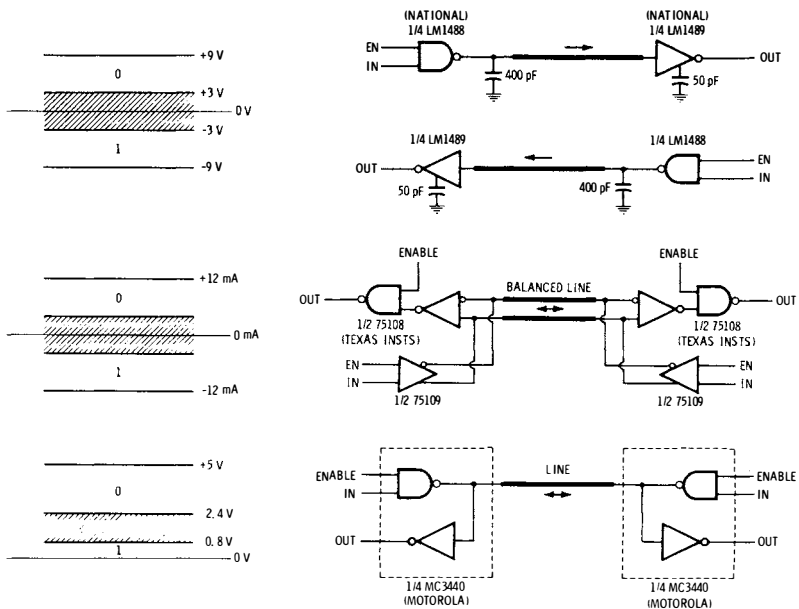 +9 V
0
+3 V
0 V
-3 V
1
-9 V
(NATIONAL)
1/4 LM1488
EN
IN
400 pF
(NATIONAL)
1/4 LM1489
50 pF
OUT
1/4 LM1489
OUT
50 pF
400 pF
1/4 LM1488
EN
IN
+12 mA
0
0 mA
1
-12 mA
ENABLE
OUT
1/2 75108
(TEXAS INSTS)
EN
IN
1/2 75109
BALANCED LINE
ENABLE
OUT
1/2 75108
(TEXAS INSTS)
EN
IN
1/2 75109
+5 V
0
2.4 V
0.8 V
1
0 V
ENABLE
IN
OUT
1/4 MC3440
(MOTOROLA)
LINE
ENABLE
IN
OUT
1/4 MC3440
(MOTOROLA)